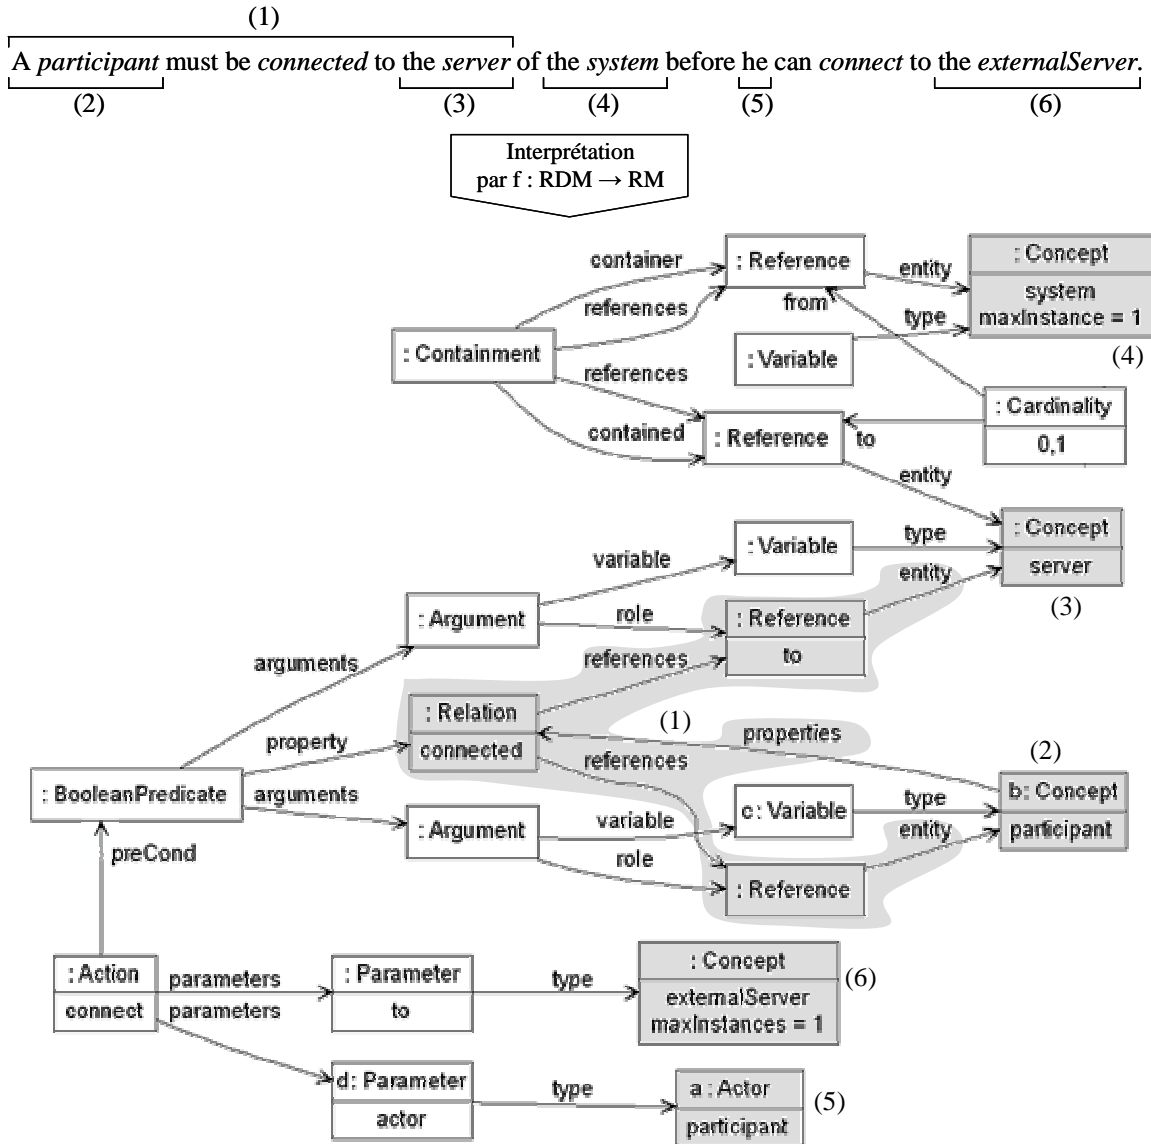 (1)
A participant must be connected to the server of the system before he can connect to the externalServer.
(2) (3) (4) (5) (6)
Interprétation
par f : RDM → RM
container
: Reference
entity
: Concept
references
from
system
maxInstance = 1
type
: Containment
: Variable
(4)
references
: Cardinality
contained
: Reference
to
0,1
entity
: Concept
variable
: Variable
type
server
entity
: Argument
role
: Reference
(3)
to
arguments
references
: Relation
(1)
properties
(2)
property
connected
references
: BooleanPredicate
arguments
b: Concept
type
c: Variable
: Argument
variable
participant
entity
preCond
role
: Reference
: Action
parameters
: Parameter
type
: Concept
(6)
connect
parameters
to
externalServer
maxInstances = 1
d: Parameter
type
a : Actor
(5)
actor
participant